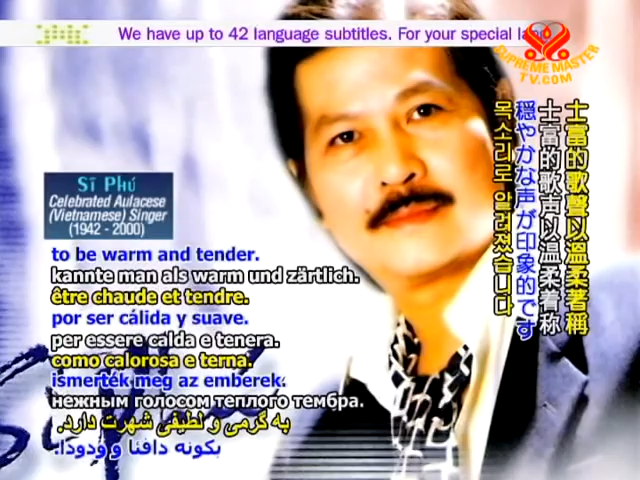 We have up to 42 language subtitles. For your special
SUPREME MASTER
TV.COM
士富的歌聲以溫柔著稱
士富的歌声以温柔着称
穏やかな声が印象的です
목소리로 알려졌습니다
Sĩ Phú
Celebrated Aulacese
(Vietnamese) Singer
(1942 - 2000)
to be warm and tender.
kannte man als warm und zärtlich.
être chaude et tendre.
por ser cálida y suave.
per essere calda e tenera.
como calorosa e terna.
ismerték meg az emberek.
нежным голосом теплого тембра.
به گرمی و لطیفی شهرت دارد.
بكونه دافئا و ودودا.